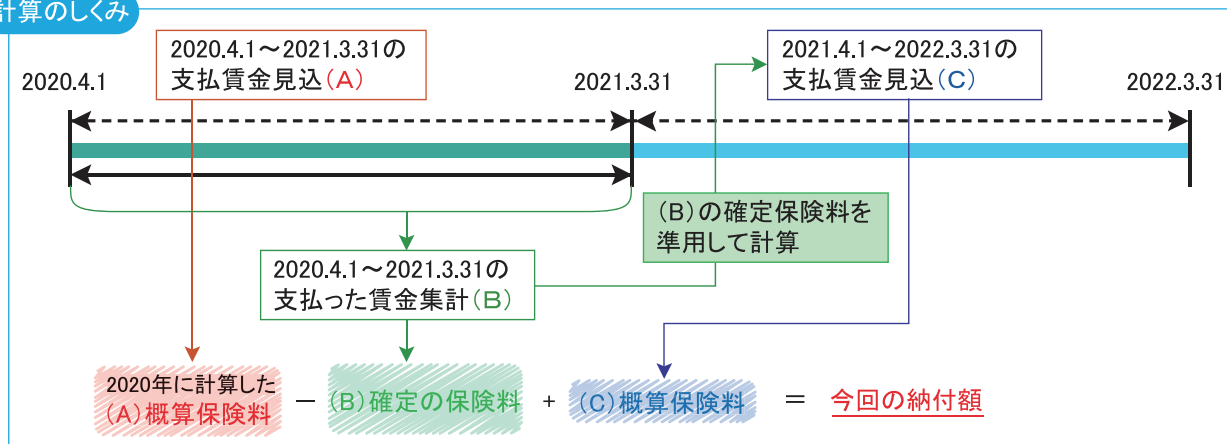 計算のしくみ
2020.4.1～2021.3.31の
支払賃金見込(A)
2021.4.1～2022.3.31の
支払賃金見込(C)
2020.4.1
2021.3.31
2022.3.31
(B)の確定保険料を
準用して計算
2020.4.1～2021.3.31の
支払った賃金集計(B)
2020年に計算した
(A)概算保険料
－
(B)確定の保険料
+
(C)概算保険料
=
今回の納付額